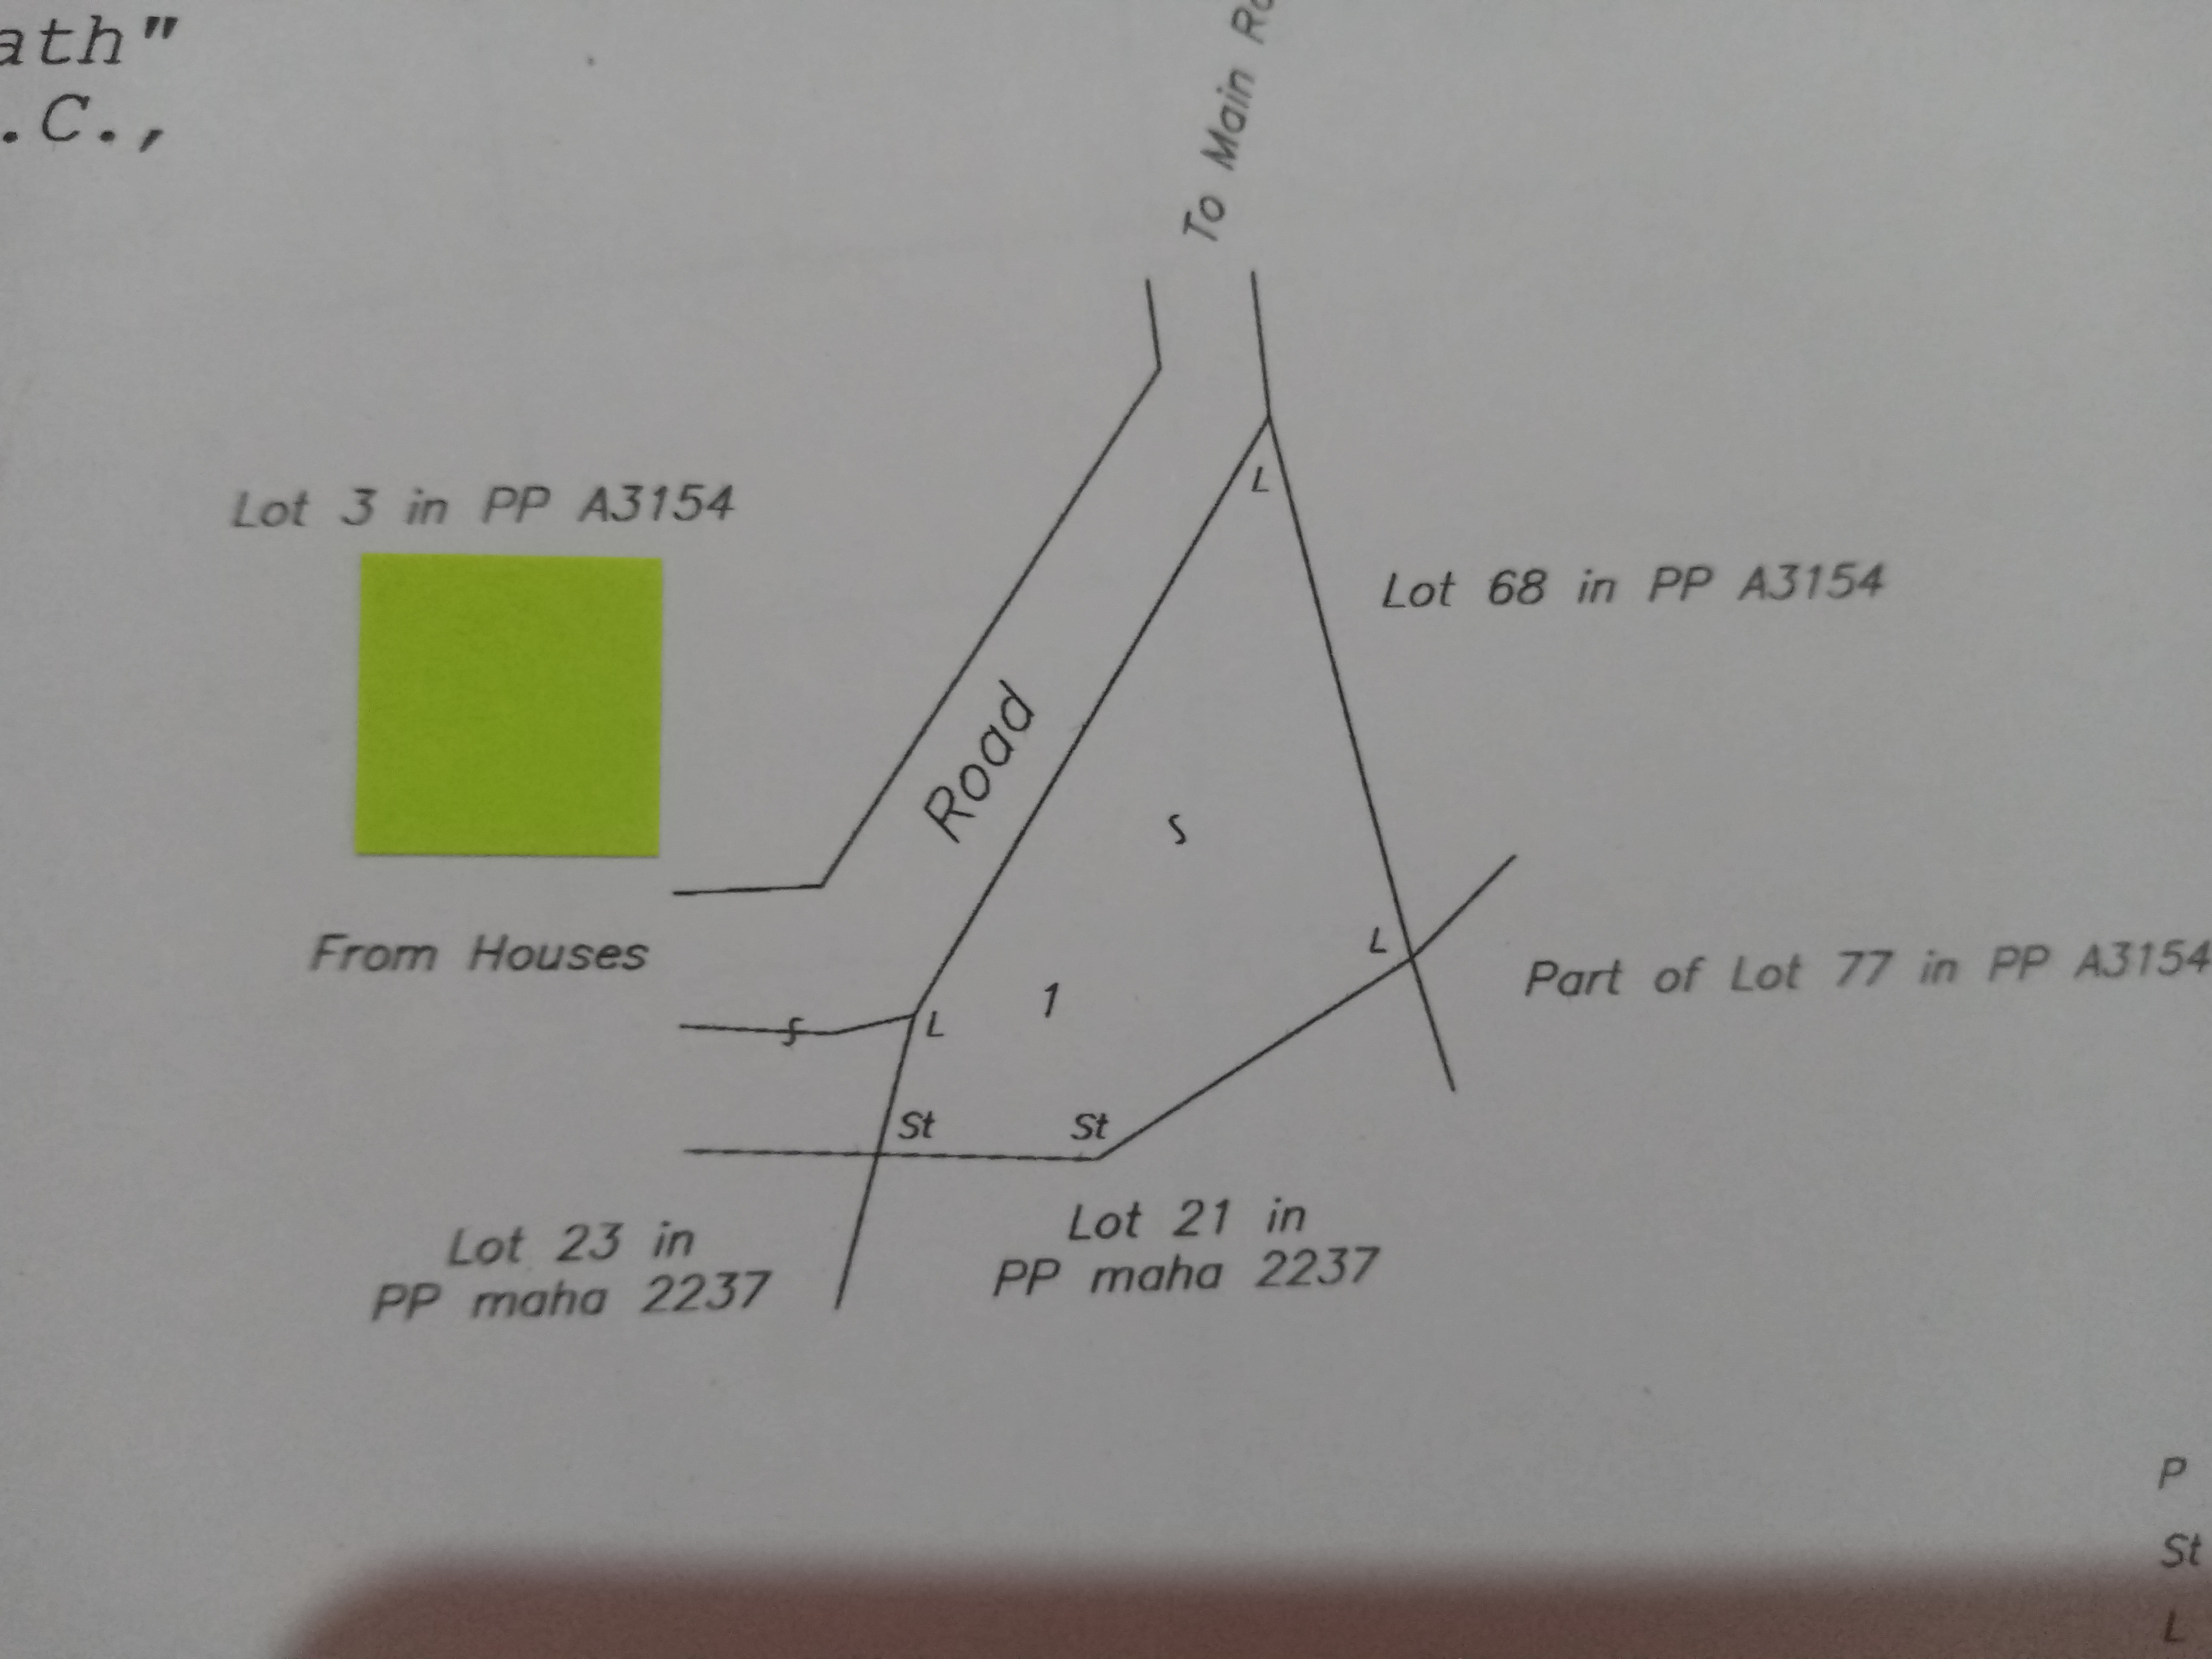 ath"
.C.,
To Main
Lot 3 in PP A3154
L
Lot 68 in PP A3154
Road
S
From Houses
L
Part of Lot 77 in PP A3154
1
S
L
St
St
Lot 23 in
PP maha 2237
Lot 21 in
PP maha 2237
P
St
L